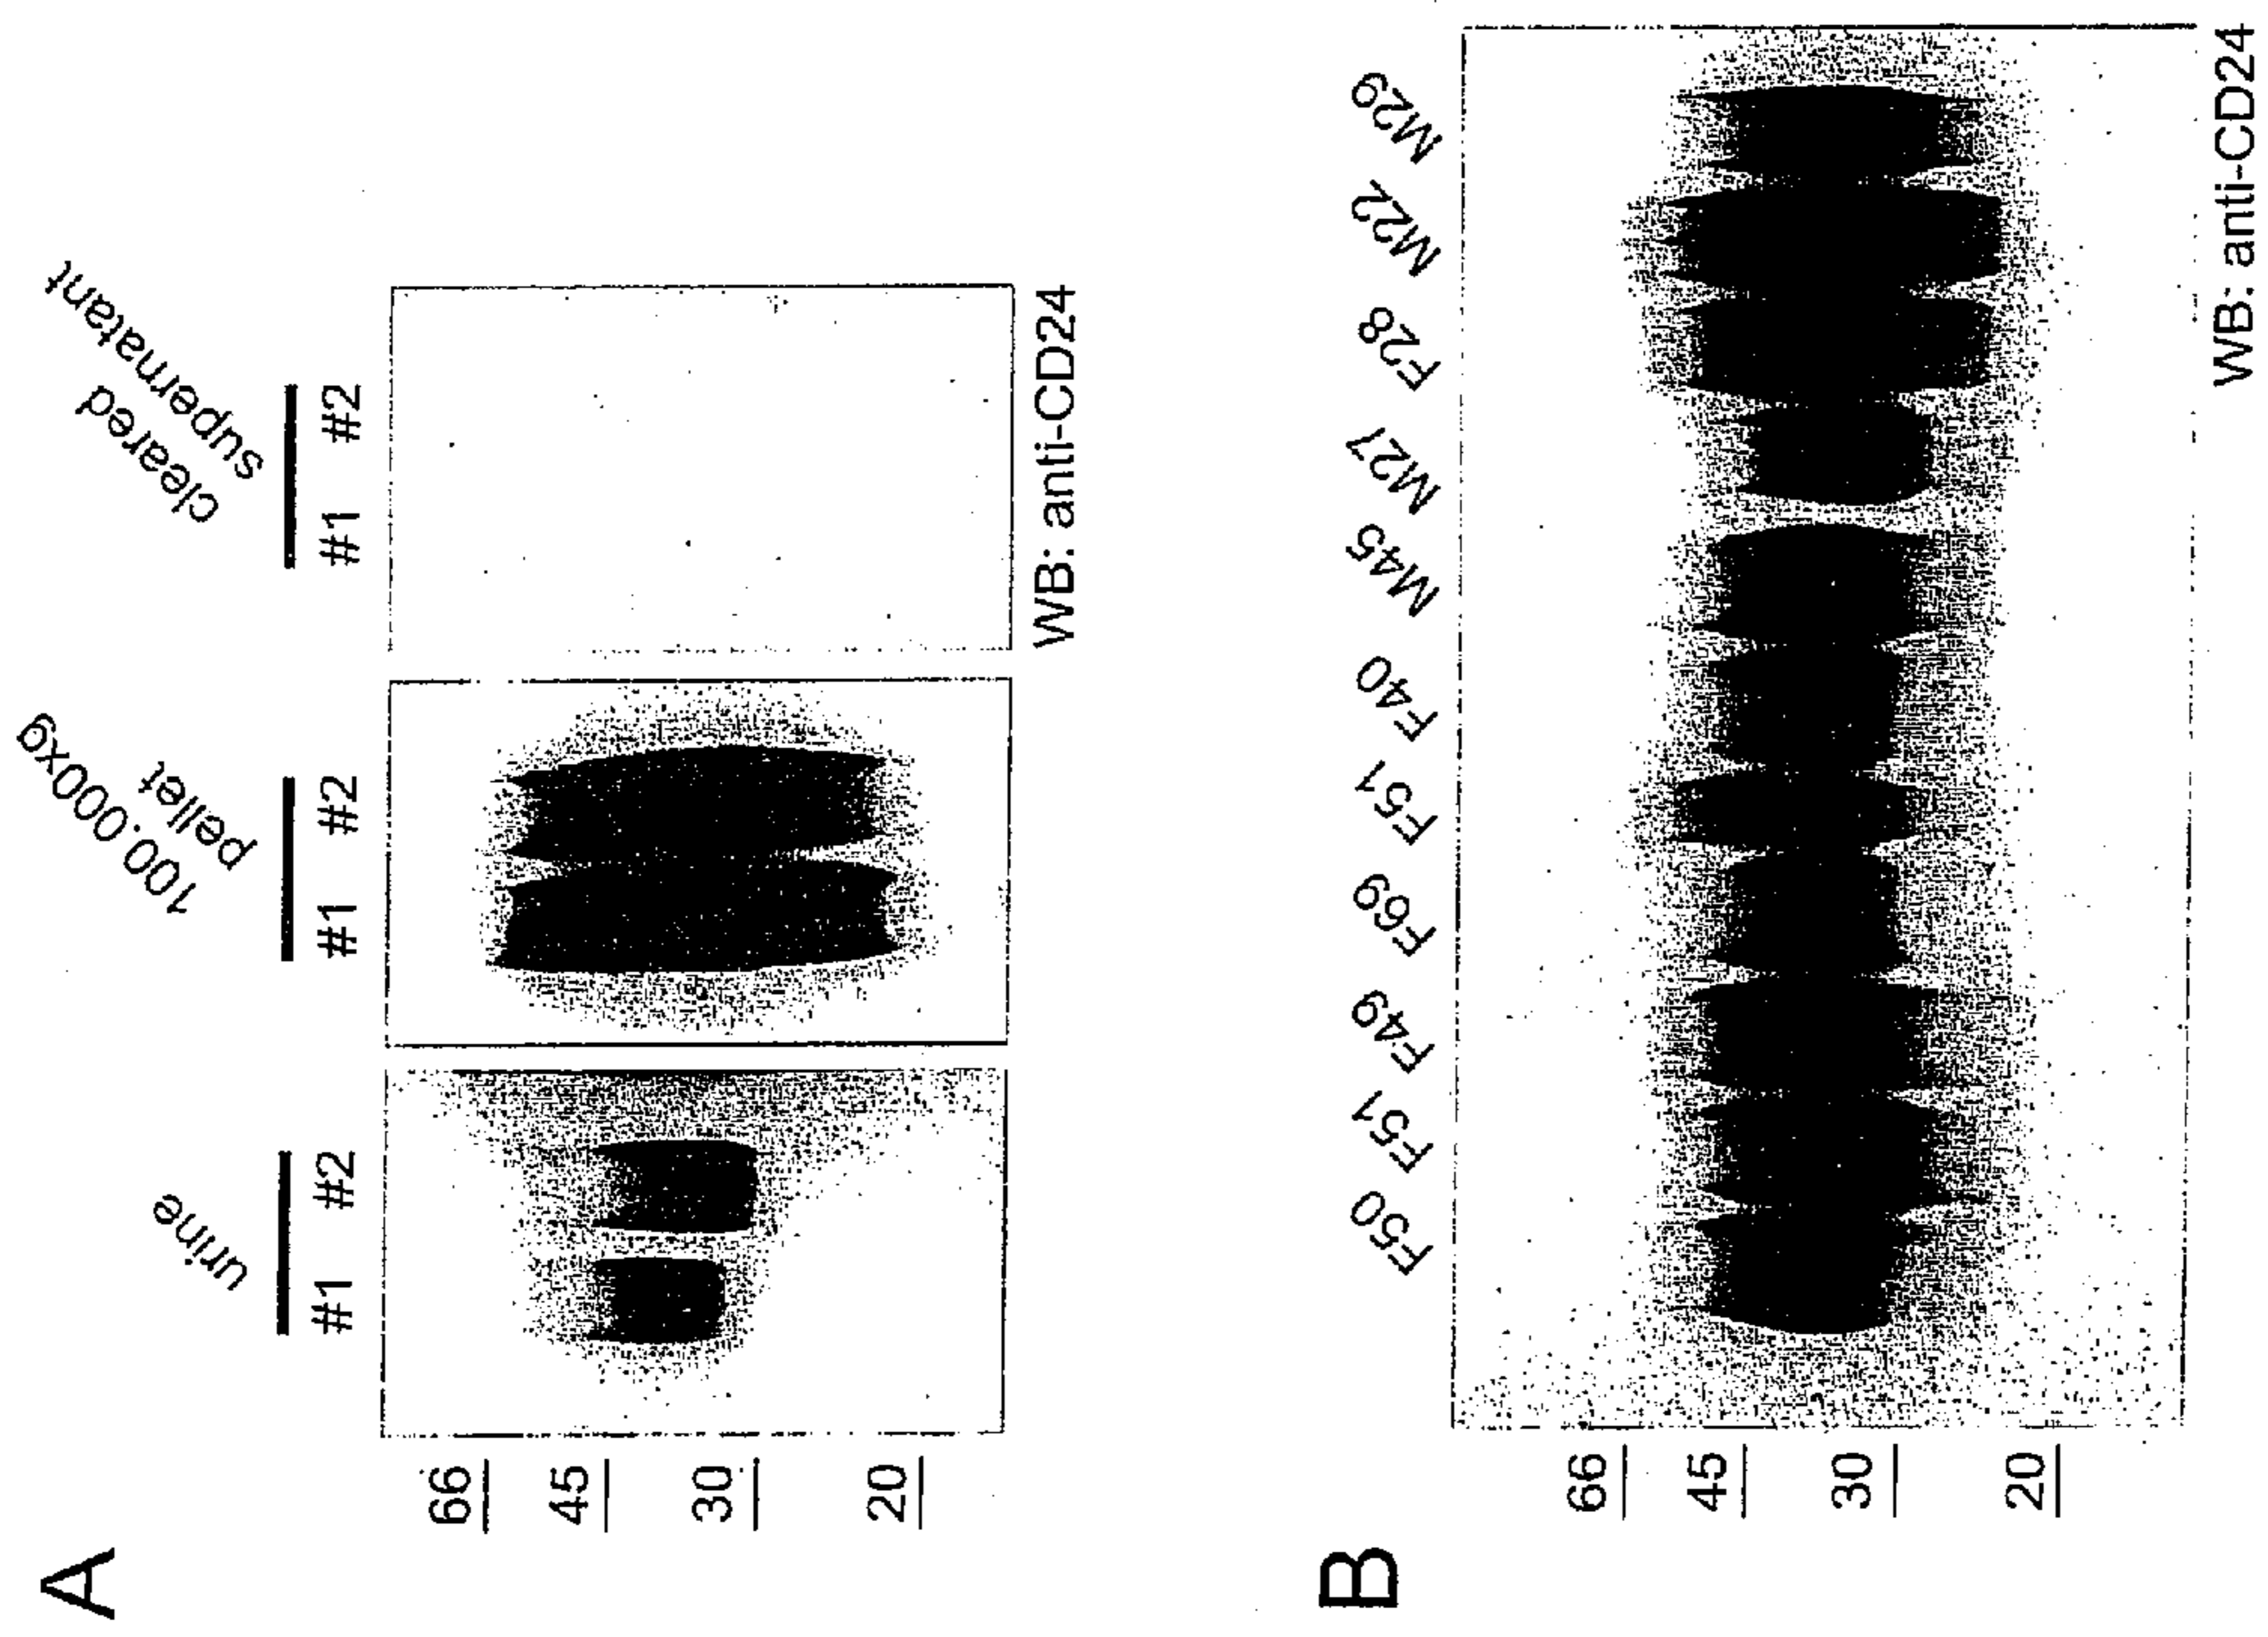 A
urine
100.000xg
pellet
cleared
supernatant
#1 #2 #1 #2 #1 #2
66
45
30
20
WB: anti-CD24
B
F50 F51 F49 F69 F51 F40 M45 M27 F28 M22 M29
66
45
30
20
WB: anti-CD24